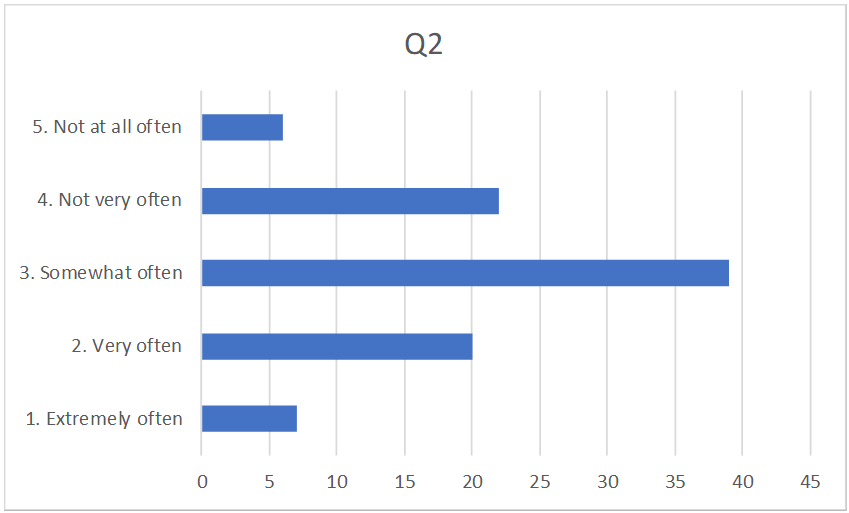 Q2
5. Not at all often
4. Not very often
3. Somewhat often
2. Very often
1. Extremely often
0 5 10 15 20 25 30 35 40 45